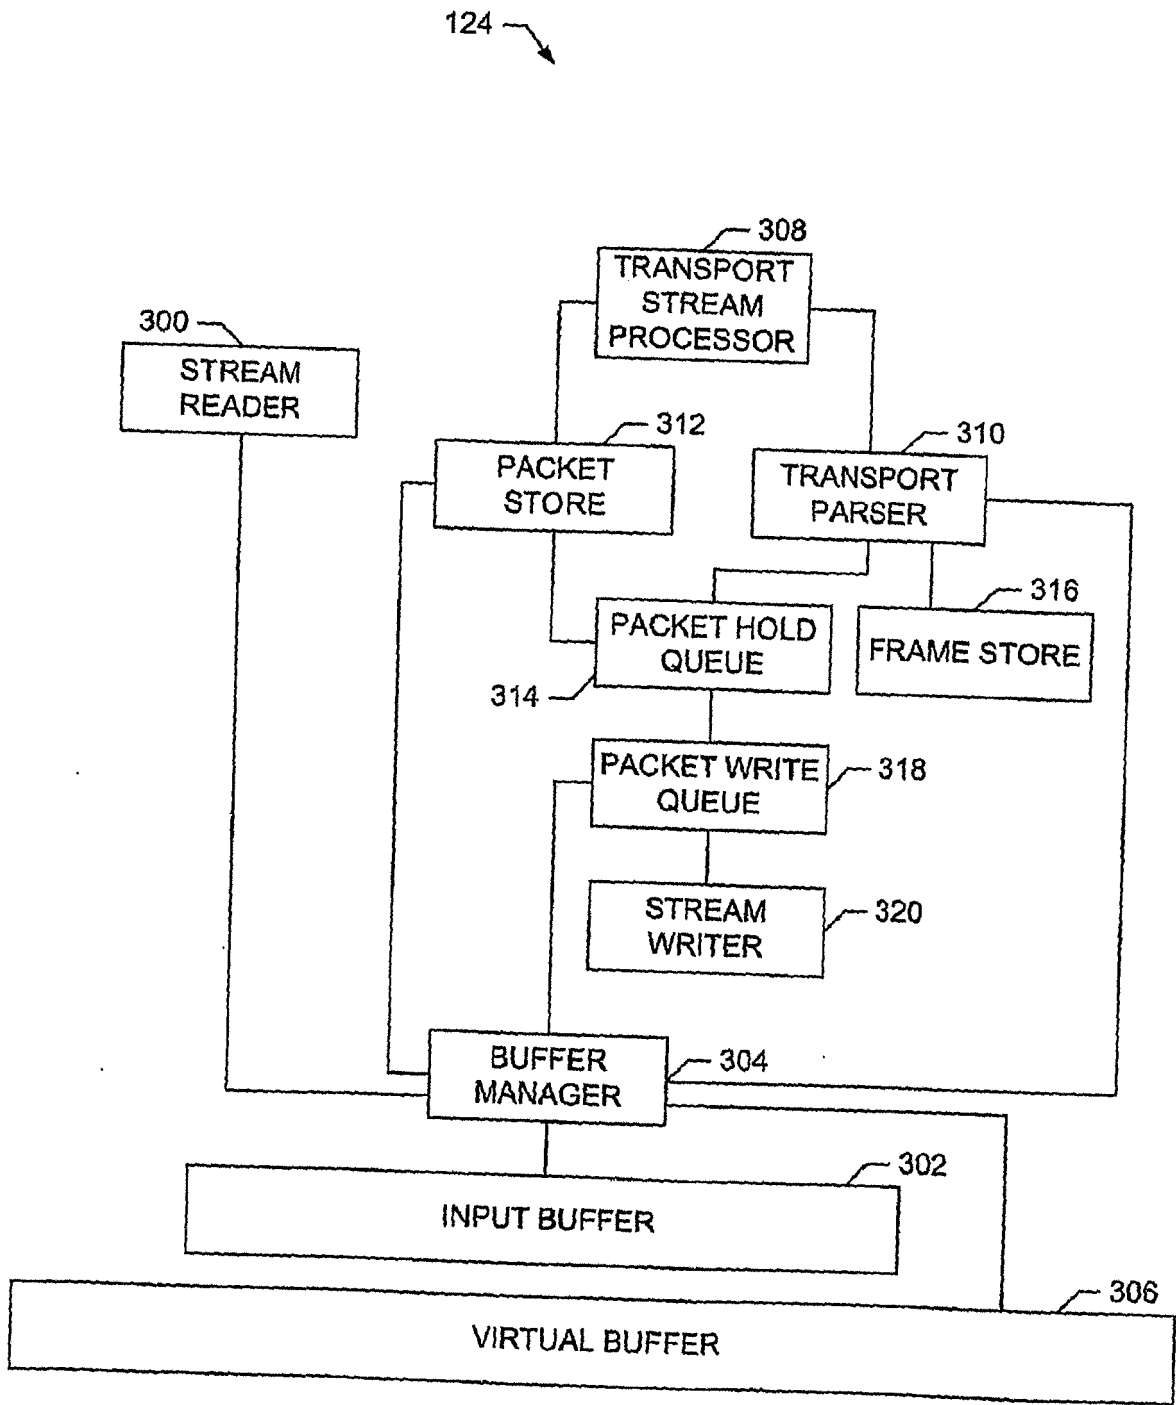 124
308
TRANSPORT
STREAM
PROCESSOR
300
STREAM
READER
312
PACKET
STORE
310
TRANSPORT
PARSER
316
FRAME STORE
PACKET HOLD
QUEUE
314
PACKET WRITE
QUEUE
318
STREAM
WRITER
320
BUFFER
MANAGER
304
302
INPUT BUFFER
306
VIRTUAL BUFFER